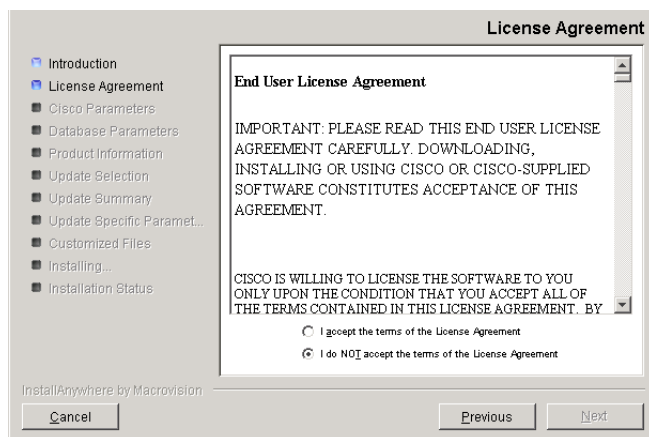 License Agreement
Introduction
License Agreement
Cisco Parameters
Database Parameters
Product Information
Update Selection
Update Summary
Update Specific Paramet...
Customized Files
Installing...
Installation Status
End User License Agreement
IMPORTANT: PLEASE READ THIS END USER LICENSE
AGREEMENT CAREFULLY. DOWNLOADING,
INSTALLING OR USING CISCO OR CISCO-SUPPLIED
SOFTWARE CONSTITUTES ACCEPTANCE OF THIS
AGREEMENT.
CISCO IS WILLING TO LICENSE THE SOFTWARE TO YOU
ONLY UPON THE CONDITION THAT YOU ACCEPT ALL OF
THE TERMS CONTAINED IN THIS LICENSE AGREEMENT. BY
I accept the terms of the License Agreement
I do NOT accept the terms of the License Agreement
InstallAnywhere by Macrovision
Cancel
Previous
Next